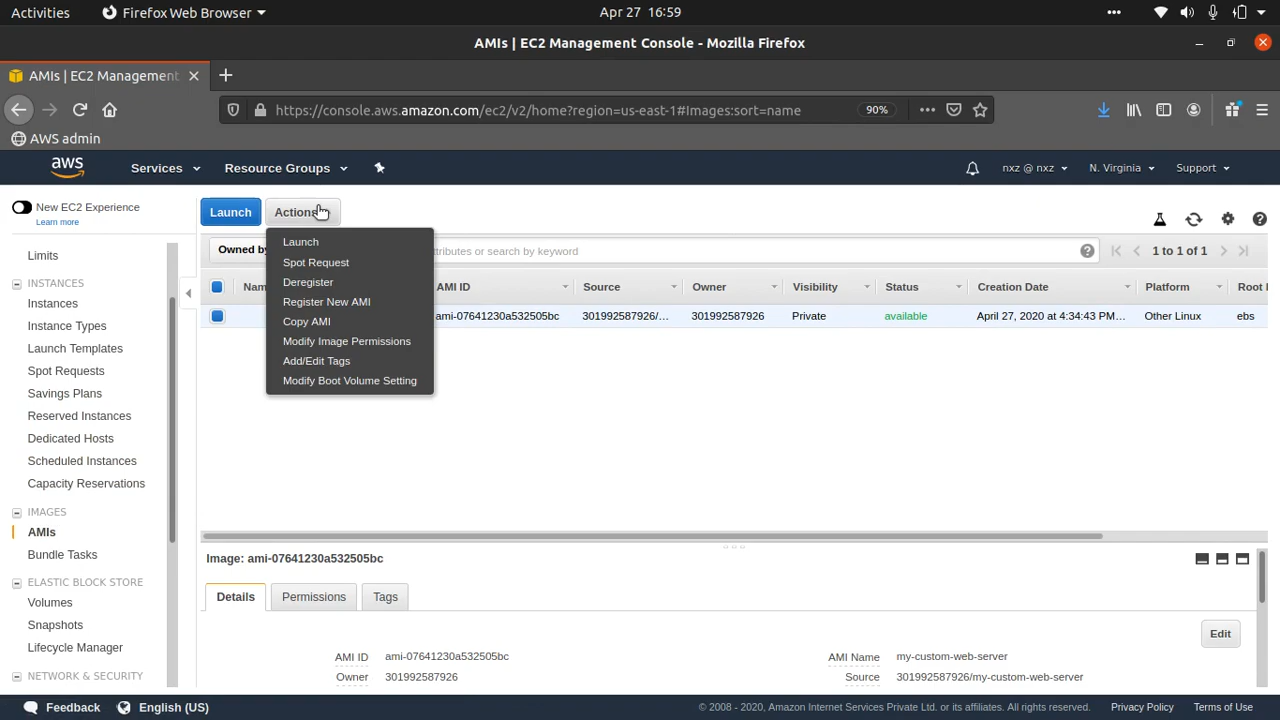 Activities
Firefox Web Browser
Apr 27 16:59
AMIs | EC2 Management Console - Mozilla Firefox
AMIs | EC2 Management
https://console.aws.amazon.com/ec2/v2/home?region=us-east-1#Images:sort=name
90%
AWS admin
aws
Services
Resource Groups
nxz @ nxz
N. Virginia
Support
New EC2 Experience
Learn more
Limits
INSTANCES
Instances
Instance Types
Launch Templates
Spot Requests
Savings Plans
Reserved Instances
Dedicated Hosts
Scheduled Instances
Capacity Reservations
IMAGES
AMIs
Bundle Tasks
ELASTIC BLOCK STORE
Volumes
Snapshots
Lifecycle Manager
NETWORK & SECURITY
Launch
Actions
Launch
Spot Request
Deregister
Register New AMI
Copy AMI
Modify Image Permissions
Add/Edit Tags
Modify Boot Volume Setting
Owned by
attributes or search by keyword
1 to 1 of 1
Nam
AMI ID
Source
Owner
Visibility
Status
Creation Date
Platform
Root
ami-07641230a532505bc
301992587926/...
301992587926
Private
available
April 27, 2020 at 4:34:43 PM...
Other Linux
ebs
Image: ami-07641230a532505bc
Details
Permissions
Tags
Edit
AMI ID
ami-07641230a532505bc
AMI Name
my-custom-web-server
Owner
301992587926
Source
301992587926/my-custom-web-server
Feedback
English (US)
© 2008 - 2020, Amazon Internet Services Private Ltd. or its affiliates. All rights reserved.
Privacy Policy
Terms of Use